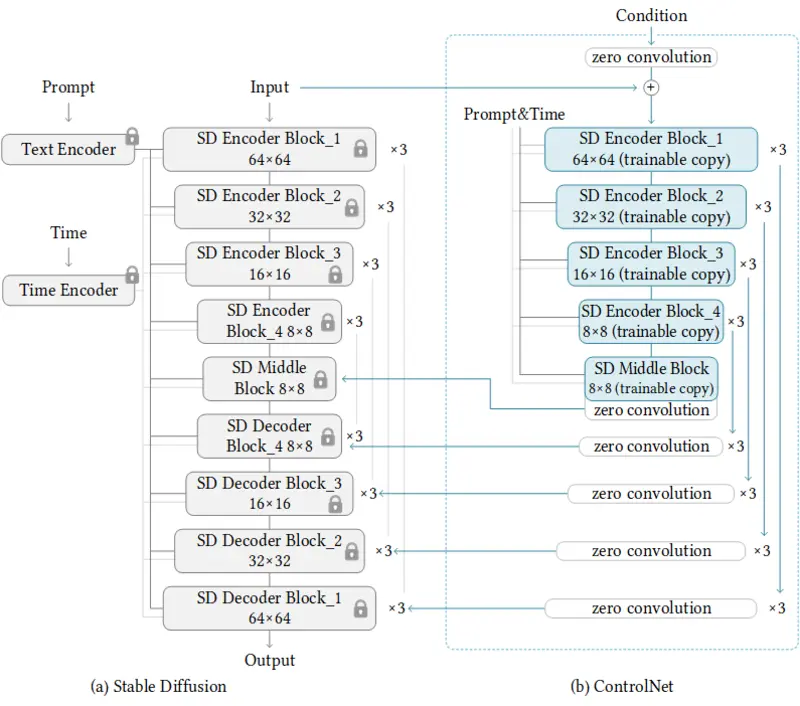 Condition
zero convolution
Prompt
Input
+
Prompt&Time
Text Encoder
SD Encoder Block_1
64×64
×3
SD Encoder Block_1
64×64 (trainable copy)
×3
SD Encoder Block_2
32×32
×3
SD Encoder Block_2
32×32 (trainable copy)
×3
Time
Time Encoder
SD Encoder Block_3
16×16
×3
SD Encoder Block_3
16×16 (trainable copy)
×3
SD Encoder
Block_4 8×8
×3
SD Encoder Block_4
8×8 (trainable copy)
×3
SD Middle
Block 8×8
SD Middle Block
8×8 (trainable copy)
zero convolution
SD Decoder
Block_4 8×8
×3
zero convolution
×3
SD Decoder Block_3
16×16
×3
zero convolution
×3
SD Decoder Block_2
32×32
×3
zero convolution
×3
SD Decoder Block_1
64×64
×3
zero convolution
×3
Output
(a) Stable Diffusion
(b) ControlNet